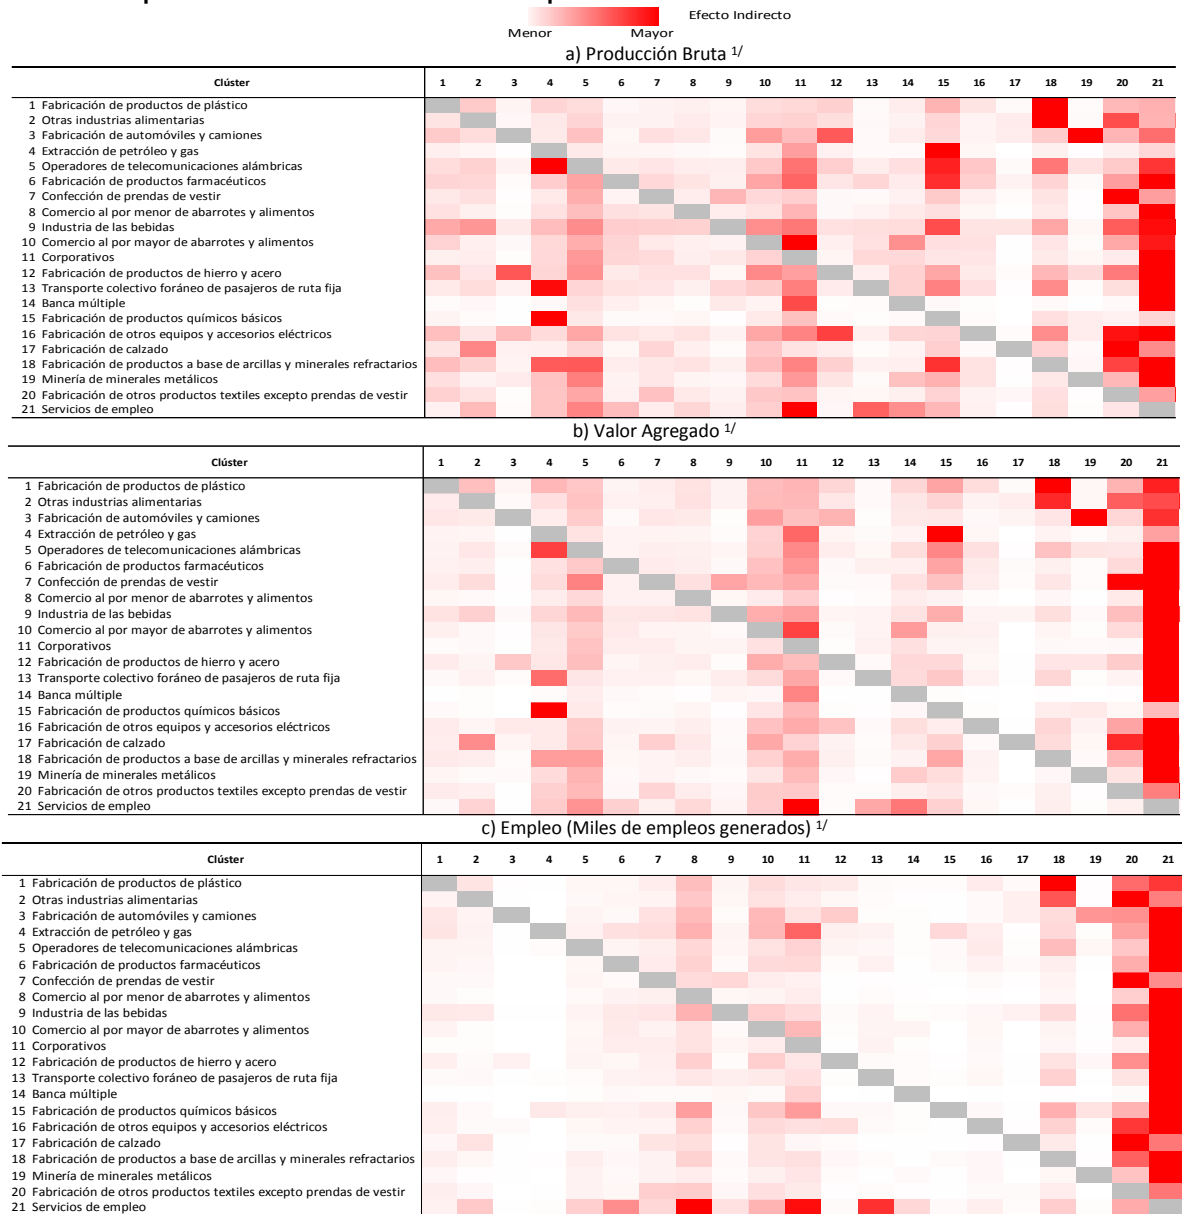 Efecto Indirecto
Menor Mayor
a) Producción Bruta 1/
Clúster 1 2 3 4 5 6 7 8 9 10 11 12 13 14 15 16 17 18 19 20 21
1 Fabricación de productos de plástico
2 Otras industrias alimentarias
3 Fabricación de automóviles y camiones
4 Extracción de petróleo y gas
5 Operadores de telecomunicaciones alámbricas
6 Fabricación de productos farmacéuticos
7 Confección de prendas de vestir
8 Comercio al por menor de abarrotes y alimentos
9 Industria de las bebidas
10 Comercio al por mayor de abarrotes y alimentos
11 Corporativos
12 Fabricación de productos de hierro y acero
13 Transporte colectivo foráneo de pasajeros de ruta fija
14 Banca múltiple
15 Fabricación de productos químicos básicos
16 Fabricación de otros equipos y accesorios eléctricos
17 Fabricación de calzado
18 Fabricación de productos a base de arcillas y minerales refractarios
19 Minería de minerales metálicos
20 Fabricación de otros productos textiles excepto prendas de vestir
21 Servicios de empleo
b) Valor Agregado 1/
Clúster 1 2 3 4 5 6 7 8 9 10 11 12 13 14 15 16 17 18 19 20 21
1 Fabricación de productos de plástico
2 Otras industrias alimentarias
3 Fabricación de automóviles y camiones
4 Extracción de petróleo y gas
5 Operadores de telecomunicaciones alámbricas
6 Fabricación de productos farmacéuticos
7 Confección de prendas de vestir
8 Comercio al por menor de abarrotes y alimentos
9 Industria de las bebidas
10 Comercio al por mayor de abarrotes y alimentos
11 Corporativos
12 Fabricación de productos de hierro y acero
13 Transporte colectivo foráneo de pasajeros de ruta fija
14 Banca múltiple
15 Fabricación de productos químicos básicos
16 Fabricación de otros equipos y accesorios eléctricos
17 Fabricación de calzado
18 Fabricación de productos a base de arcillas y minerales refractarios
19 Minería de minerales metálicos
20 Fabricación de otros productos textiles excepto prendas de vestir
21 Servicios de empleo
c) Empleo (Miles de empleos generados) 1/
Clúster 1 2 3 4 5 6 7 8 9 10 11 12 13 14 15 16 17 18 19 20 21
1 Fabricación de productos de plástico
2 Otras industrias alimentarias
3 Fabricación de automóviles y camiones
4 Extracción de petróleo y gas
5 Operadores de telecomunicaciones alámbricas
6 Fabricación de productos farmacéuticos
7 Confección de prendas de vestir
8 Comercio al por menor de abarrotes y alimentos
9 Industria de las bebidas
10 Comercio al por mayor de abarrotes y alimentos
11 Corporativos
12 Fabricación de productos de hierro y acero
13 Transporte colectivo foráneo de pasajeros de ruta fija
14 Banca múltiple
15 Fabricación de productos químicos básicos
16 Fabricación de otros equipos y accesorios eléctricos
17 Fabricación de calzado
18 Fabricación de productos a base de arcillas y minerales refractarios
19 Minería de minerales metálicos
20 Fabricación de otros productos textiles excepto prendas de vestir
21 Servicios de empleo